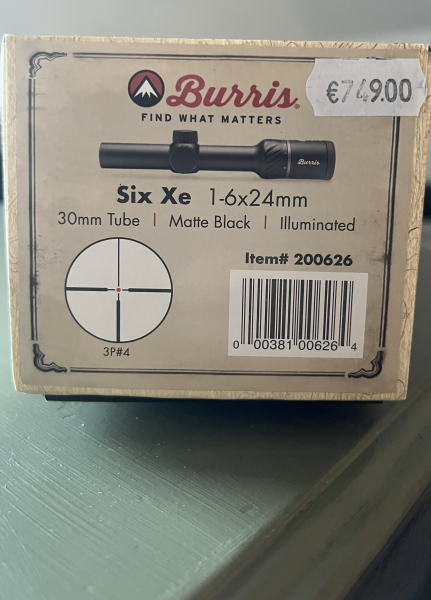 Burris®
€749.00
FIND WHAT MATTERS
Burris
Six Xe 1-6x24mm
30mm Tube | Matte Black | Illuminated
Item# 200626
3P#4
0 00381 00626 4